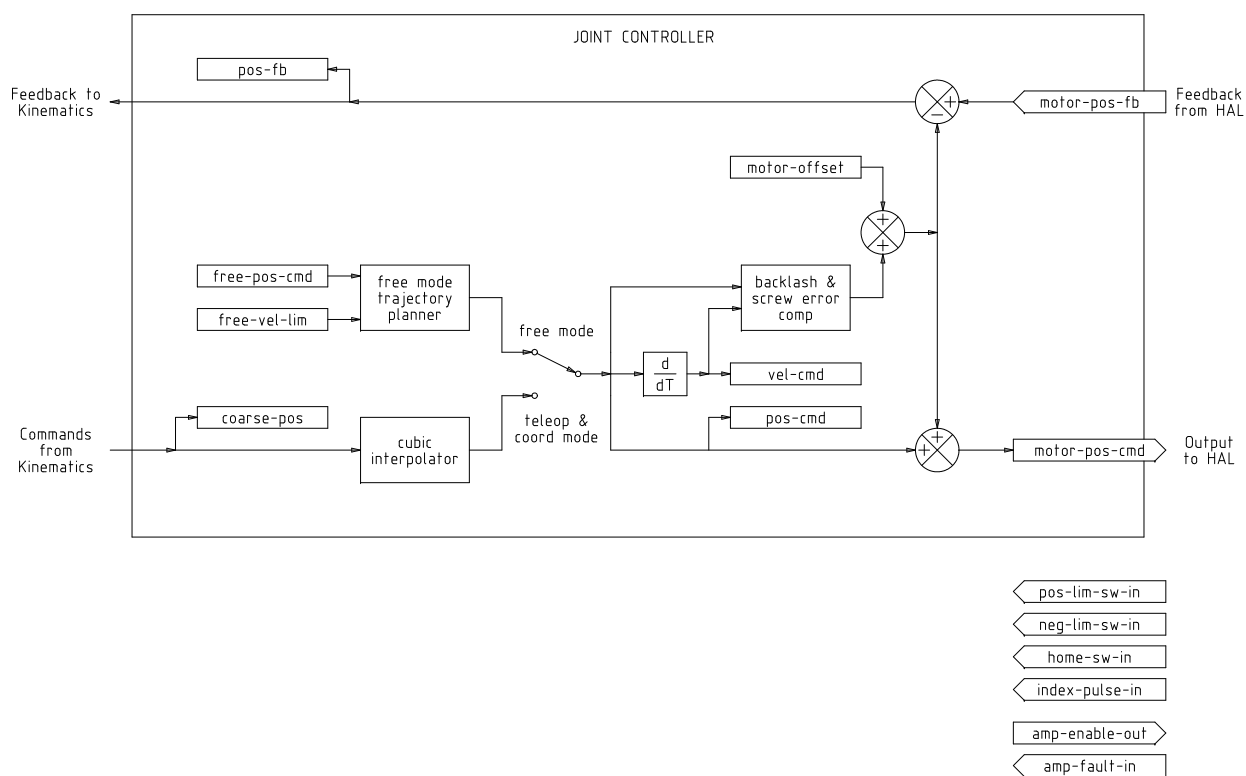 JOINT CONTROLLER
pos-fb
Feedback to
Kinematics
+
−
motor-pos-fb
Feedback
from HAL
motor-offset
+
+
free-pos-cmd
free-vel-lim
free mode
trajectory
planner
free mode
backlash &
screw error
comp
d
dT
vel-cmd
coarse-pos
teleop &
coord mode
pos-cmd
Commands
from
Kinematics
cubic
interpolator
+
+
motor-pos-cmd
Output
to HAL
pos-lim-sw-in
neg-lim-sw-in
home-sw-in
index-pulse-in
amp-enable-out
amp-fault-in